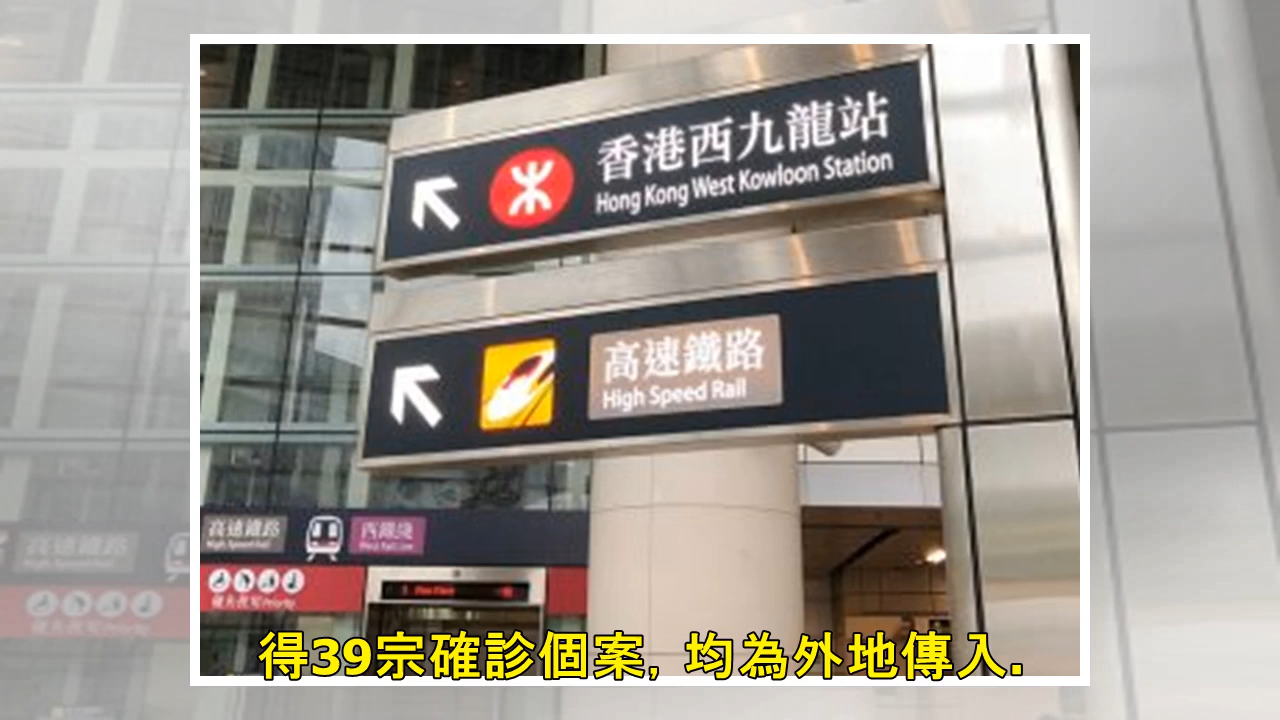 香港西九龍站
Hong Kong West Kowloon Station
高速鐵路
High Speed Rail
高速鐵路
High Speed Rail
西鐵綫
West Rail Line
Priority
得39宗確診個案, 均為外地傳入.